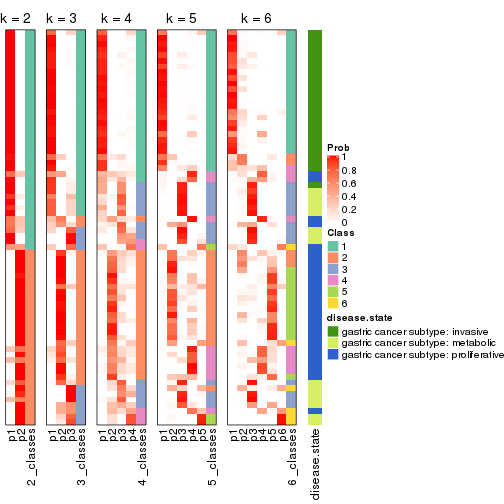 k = 2
k = 3
k = 4
k = 5
k = 6
Prob
1
0.8
0.6
0.4
0.2
0
Class
1
2
3
4
5
6
disease.state
gastric cancer subtype: invasive
gastric cancer subtype: metabolic
gastric cancer subtype: proliferative
p1
p2
2_classes
p1
p2
p3
3_classes
p1
p2
p3
p4
4_classes
p1
p2
p3
p4
p5
5_classes
p1
p2
p3
p4
p5
p6
6_classes
disease.state